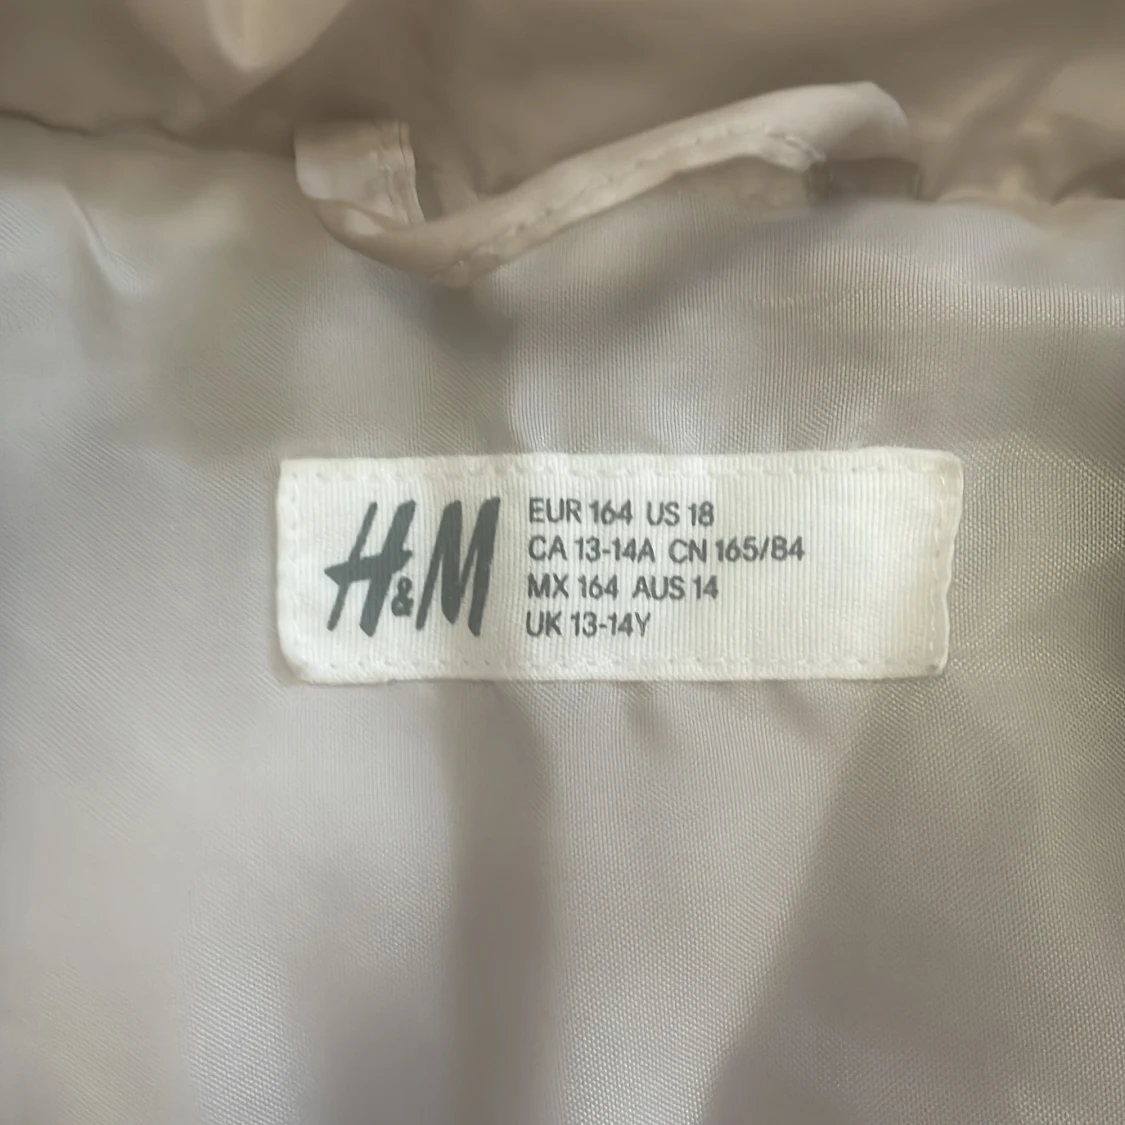 H&M
EUR 164 US 18
CA 13-14A CN 165/84
MX 164 AUS 14
UK 13-14Y